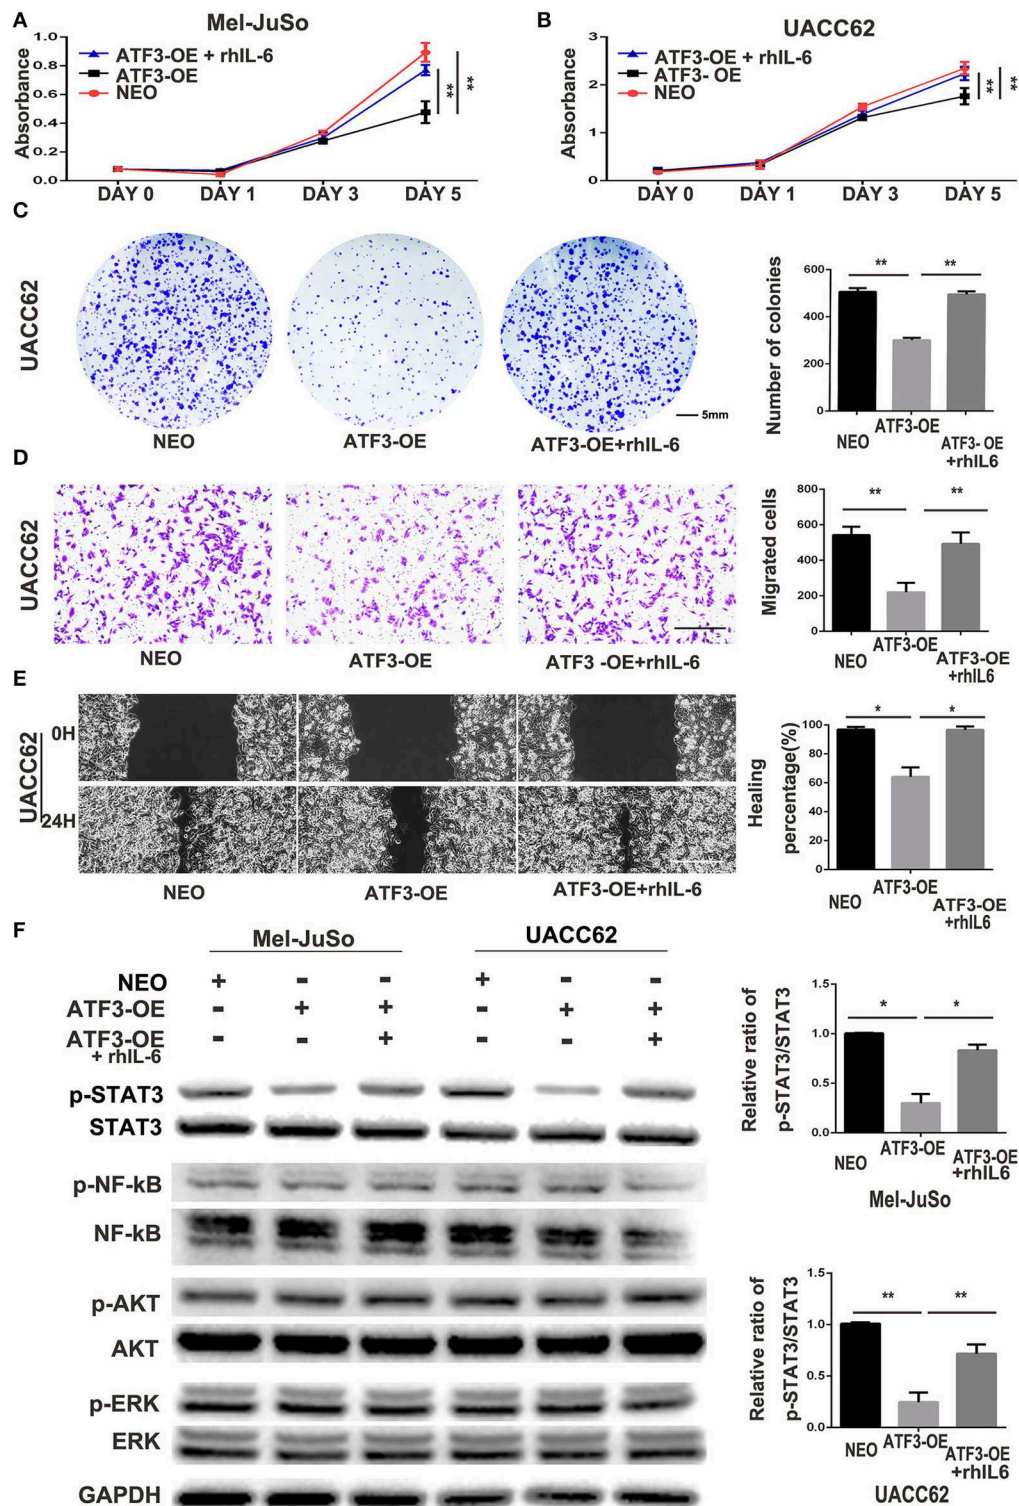 A
Mel-JuSo
Absorbance
1.0
0.8
0.6
0.4
0.2
0.0
ATF3-OE + rhIL-6
ATF3-OE
NEO
**
**
DAY 0 DAY 1 DAY 3 DAY 5
B
UACC62
Absorbance
3
2
1
0
ATF3-OE + rhIL-6
ATF3- OE
NEO
**
**
DAY 0 DAY 1 DAY 3 DAY 5
C
UACC62
NEO
ATF3-OE
ATF3-OE+rhIL-6
5mm
Number of colonies
600
400
200
0
** **
NEO
ATF3-OE
ATF3- OE
+rhIL6
D
UACC62
NEO
ATF3-OE
ATF3 -OE+rhIL-6
Migrated cells
800
600
400
200
0
** **
NEO
ATF3-OE
ATF3-OE
+rhIL6
E
UACC62
0H
24H
NEO
ATF3-OE
ATF3-OE+rhIL-6
Healing
percentage(%)
100
80
60
40
20
0
* *
NEO
ATF3-OE
ATF3-OE
+rhIL6
F
Mel-JuSo UACC62
NEO + - - + - -
ATF3-OE - + + - + +
ATF3-OE
+ rhIL-6
- - + - - +
p-STAT3
STAT3
p-NF-kB
NF-kB
p-AKT
AKT
p-ERK
ERK
GAPDH
Relative ratio of
p-STAT3/STAT3
1.5
1.0
0.5
0.0
* *
NEO
ATF3-OE
ATF3-OE
+rhIL6
Mel-JuSo
Relative ratio of
p-STAT3/STAT3
1.5
1.0
0.5
0.0
** **
NEO
ATF3-OE
ATF3-OE
+rhIL6
UACC62